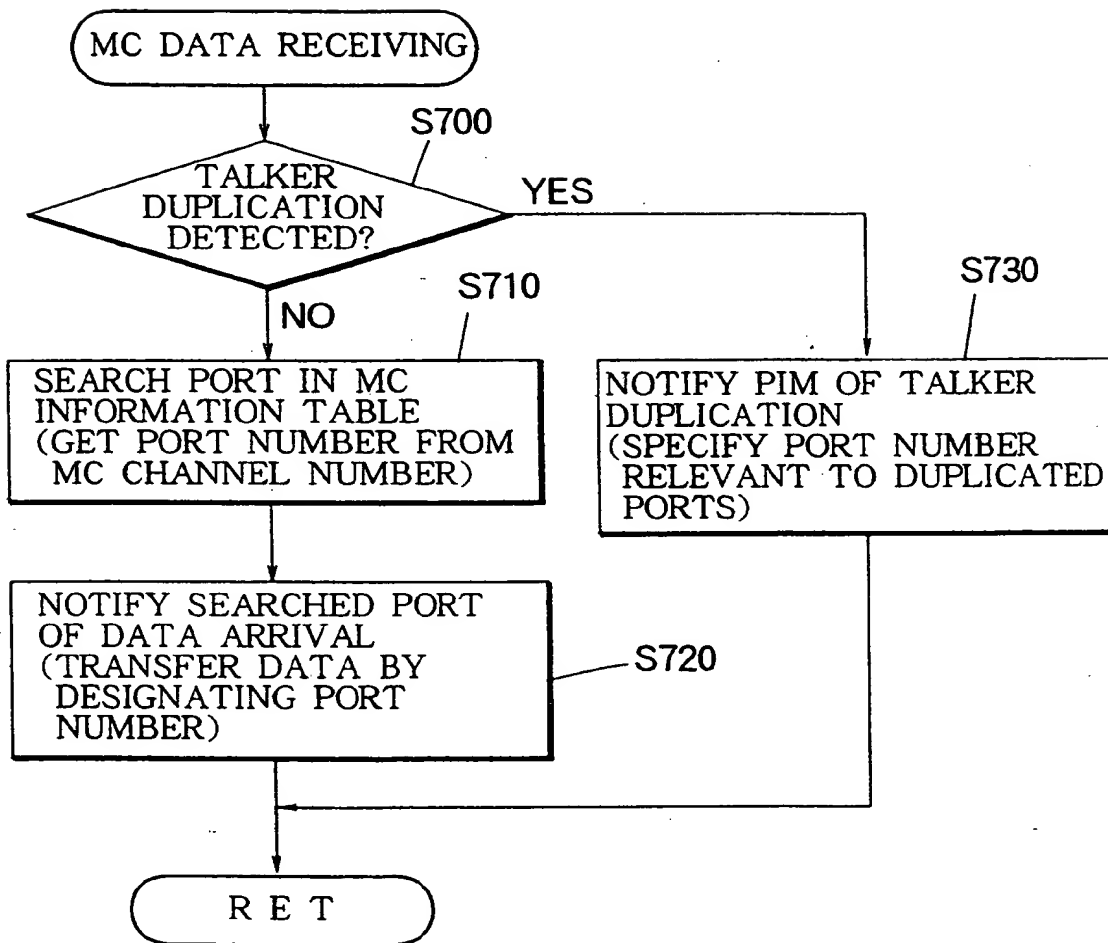 MC DATA RECEIVING
S700
TALKER
DUPLICATION
DETECTED?
YES
NO
S710
SEARCH PORT IN MC
INFORMATION TABLE
(GET PORT NUMBER FROM
MC CHANNEL NUMBER)
S730
NOTIFY PIM OF TALKER
DUPLICATION
(SPECIFY PORT NUMBER
RELEVANT TO DUPLICATED
PORTS)
NOTIFY SEARCHED PORT
OF DATA ARRIVAL
(TRANSFER DATA BY
DESIGNATING PORT
NUMBER)
S720
RET